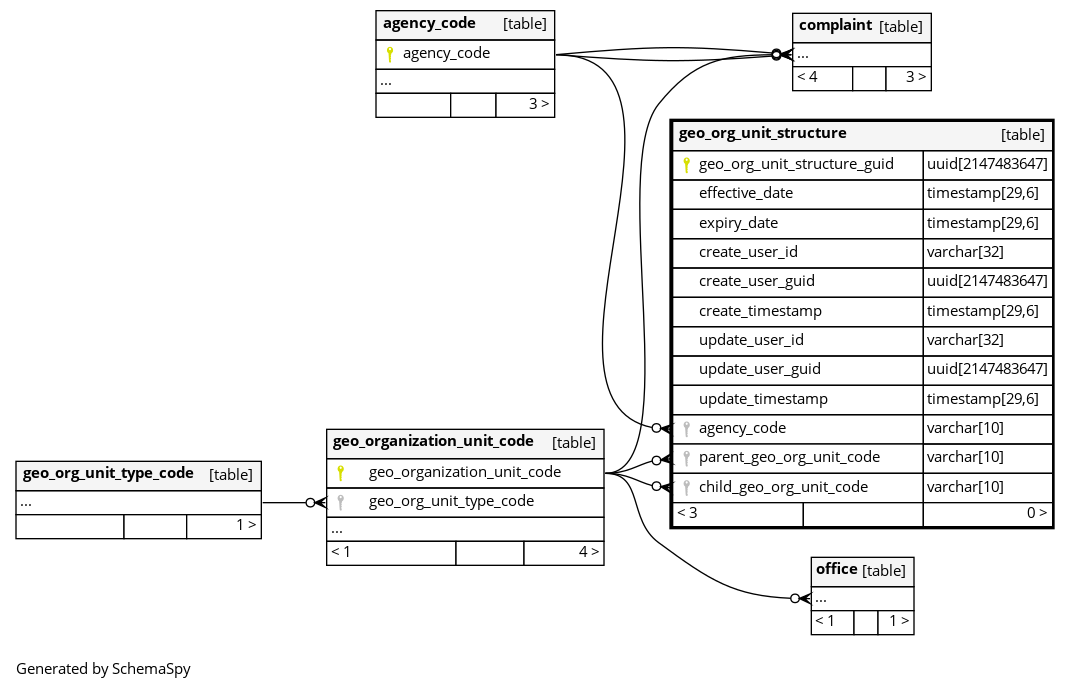 agency_code [table]
agency_code
...
3 >
complaint [table]
...
< 4 3 >
geo_org_unit_structure [table]
geo_org_unit_structure_guid uuid[2147483647]
effective_date timestamp[29,6]
expiry_date timestamp[29,6]
create_user_id varchar[32]
create_user_guid uuid[2147483647]
create_timestamp timestamp[29,6]
update_user_id varchar[32]
update_user_guid uuid[2147483647]
update_timestamp timestamp[29,6]
agency_code varchar[10]
parent_geo_org_unit_code varchar[10]
child_geo_org_unit_code varchar[10]
< 3 0 >
geo_organization_unit_code [table]
geo_organization_unit_code
geo_org_unit_type_code
...
< 1 4 >
geo_org_unit_type_code [table]
...
1 >
office [table]
...
< 1 1 >
Generated by SchemaSpy